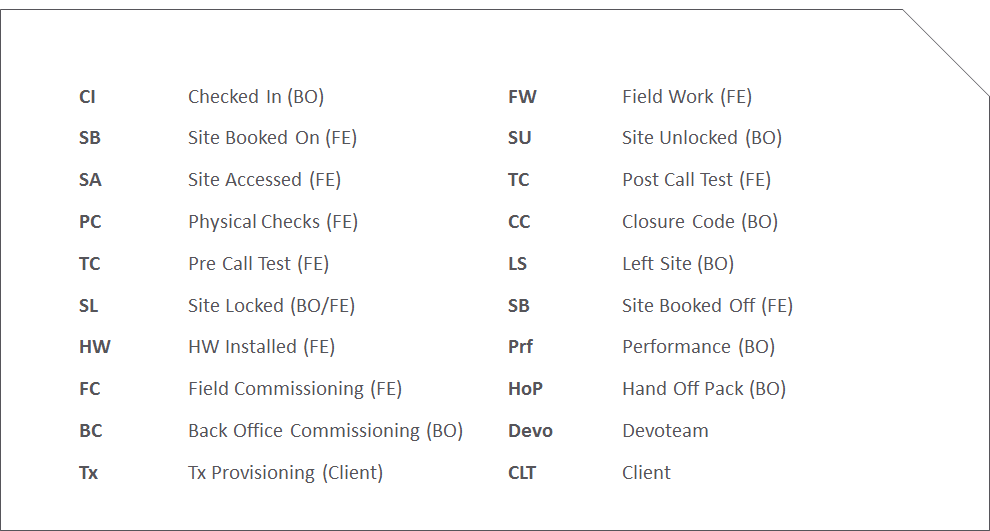 CI Checked In (BO) FW Field Work (FE)
SB Site Booked On (FE) SU Site Unlocked (BO)
SA Site Accessed (FE) TC Post Call Test (FE)
PC Physical Checks (FE) CC Closure Code (BO)
TC Pre Call Test (FE) LS Left Site (BO)
SL Site Locked (BO/FE) SB Site Booked Off (FE)
HW HW Installed (FE) Prf Performance (BO)
FC Field Commissioning (FE) HoP Hand Off Pack (BO)
BC Back Office Commissioning (BO) Devo Devoteam
Tx Tx Provisioning (Client) CLT Client